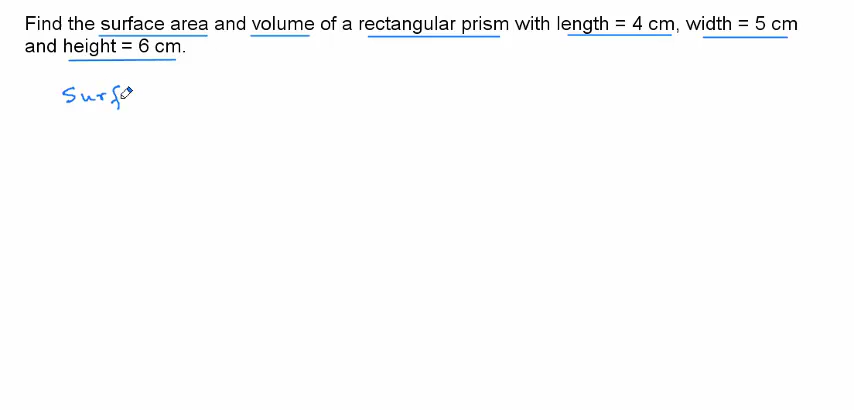 Find the surface area and volume of a rectangular prism with length = 4 cm, width = 5 cm
and height = 6 cm.
Surf